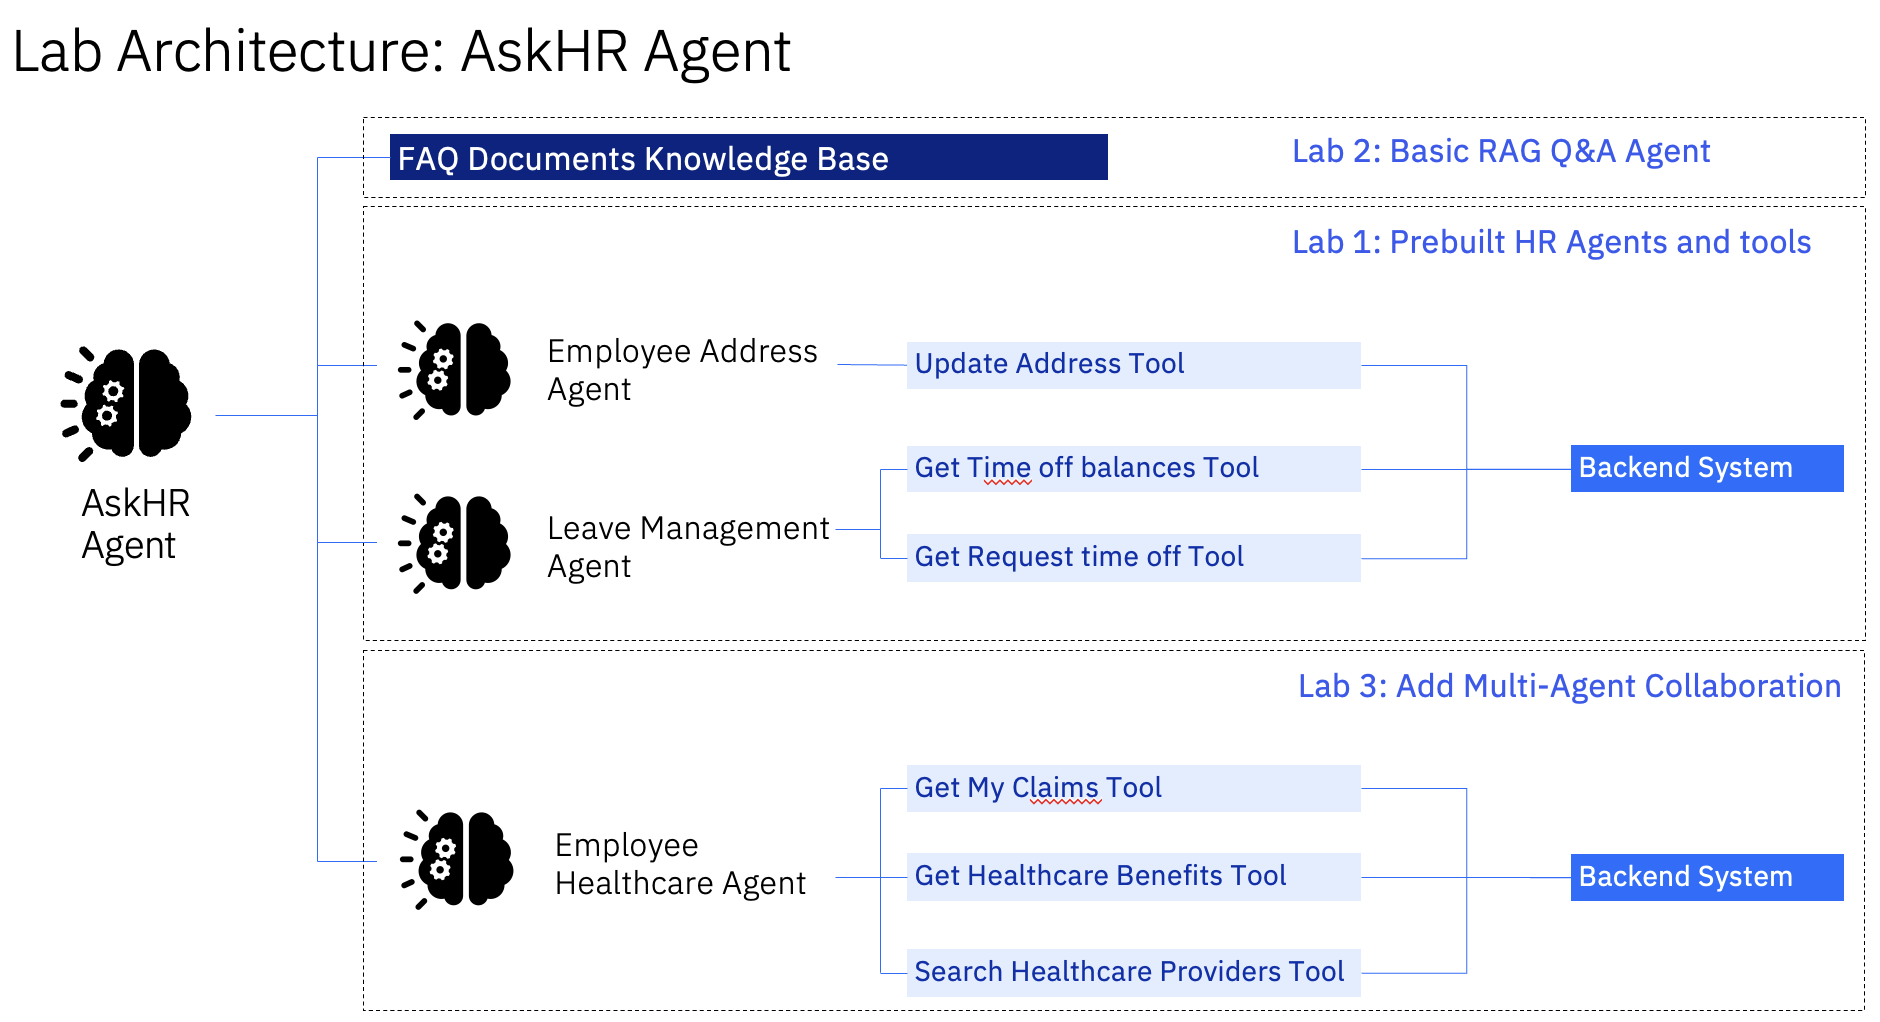 Lab Architecture: AskHR Agent
FAQ Documents Knowledge Base
Lab 2: Basic RAG Q&A Agent
Lab 1: Prebuilt HR Agents and tools
AskHR
Agent
Employee Address
Agent
Update Address Tool
Get Time off balances Tool
Backend System
Leave Management
Agent
Get Request time off Tool
Lab 3: Add Multi-Agent Collaboration
Employee
Healthcare Agent
Get My Claims Tool
Get Healthcare Benefits Tool
Backend System
Search Healthcare Providers Tool